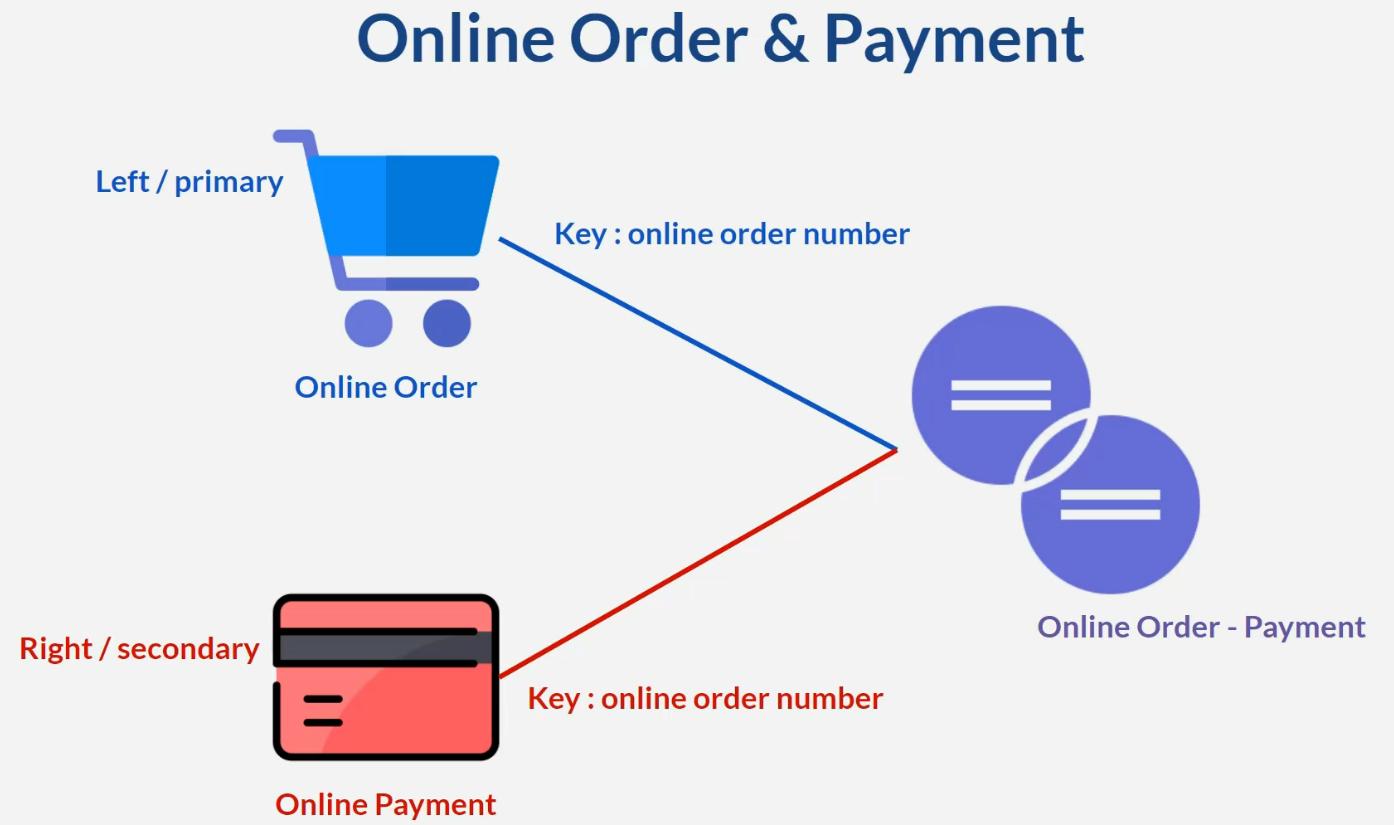 Online Order & Payment
Left / primary
Key : online order number
Online Order
Online Order - Payment
Right / secondary
Key : online order number
Online Payment